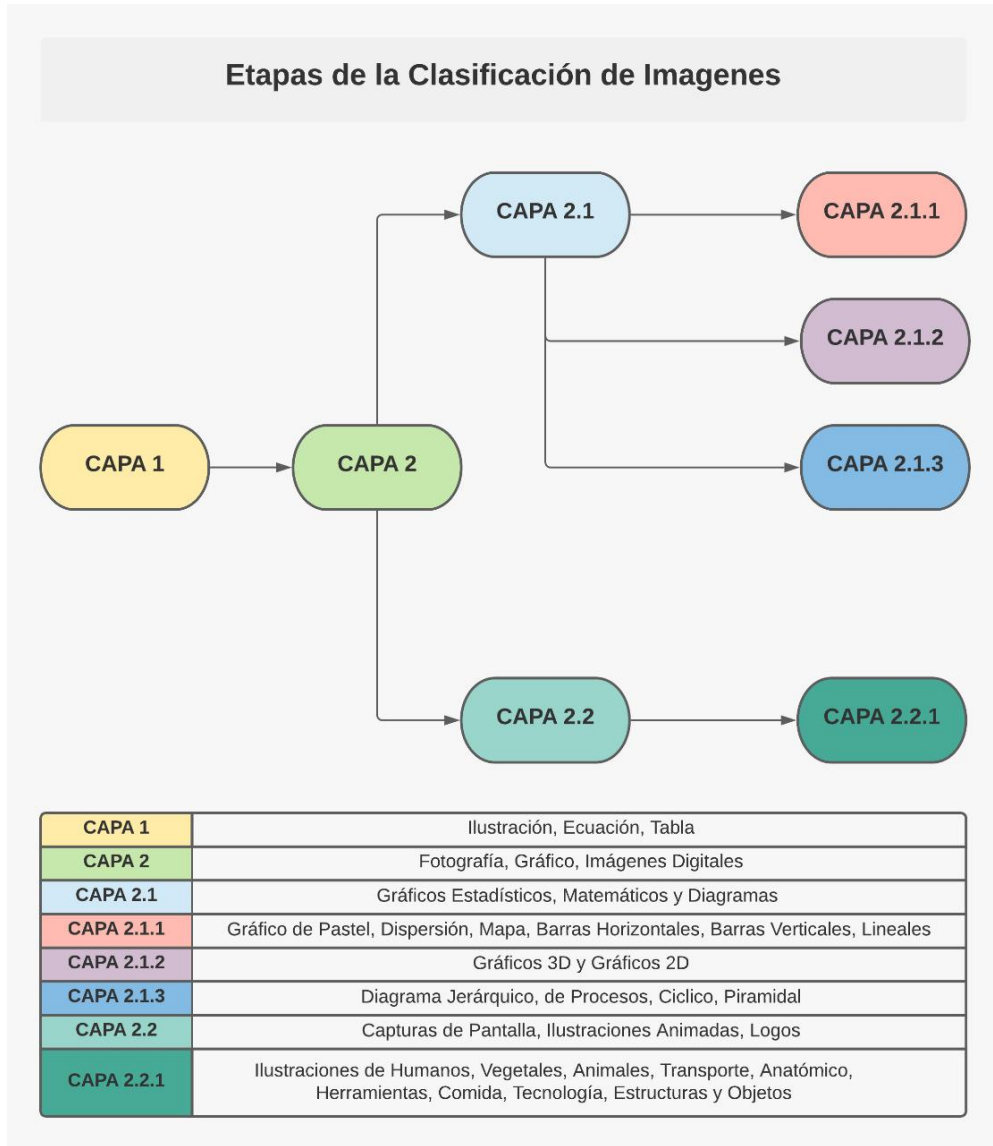 Etapas de la Clasificación de Imagenes
CAPA 2.1
CAPA 2.1.1
CAPA 2.1.2
CAPA 1
CAPA 2
CAPA 2.1.3
CAPA 2.2
CAPA 2.2.1
CAPA 1 Ilustración, Ecuación, Tabla
CAPA 2 Fotografía, Gráfico, Imágenes Digitales
CAPA 2.1 Gráficos Estadísticos, Matemáticos y Diagramas
CAPA 2.1.1 Gráfico de Pastel, Dispersión, Mapa, Barras Horizontales, Barras Verticales, Lineales
CAPA 2.1.2 Gráficos 3D y Gráficos 2D
CAPA 2.1.3 Diagrama Jerárquico, de Procesos, Ciclico, Piramidal
CAPA 2.2 Capturas de Pantalla, Ilustraciones Animadas, Logos
CAPA 2.2.1 Ilustraciones de Humanos, Vegetales, Animales, Transporte, Anatómico,
Herramientas, Comida, Tecnología, Estructuras y Objetos